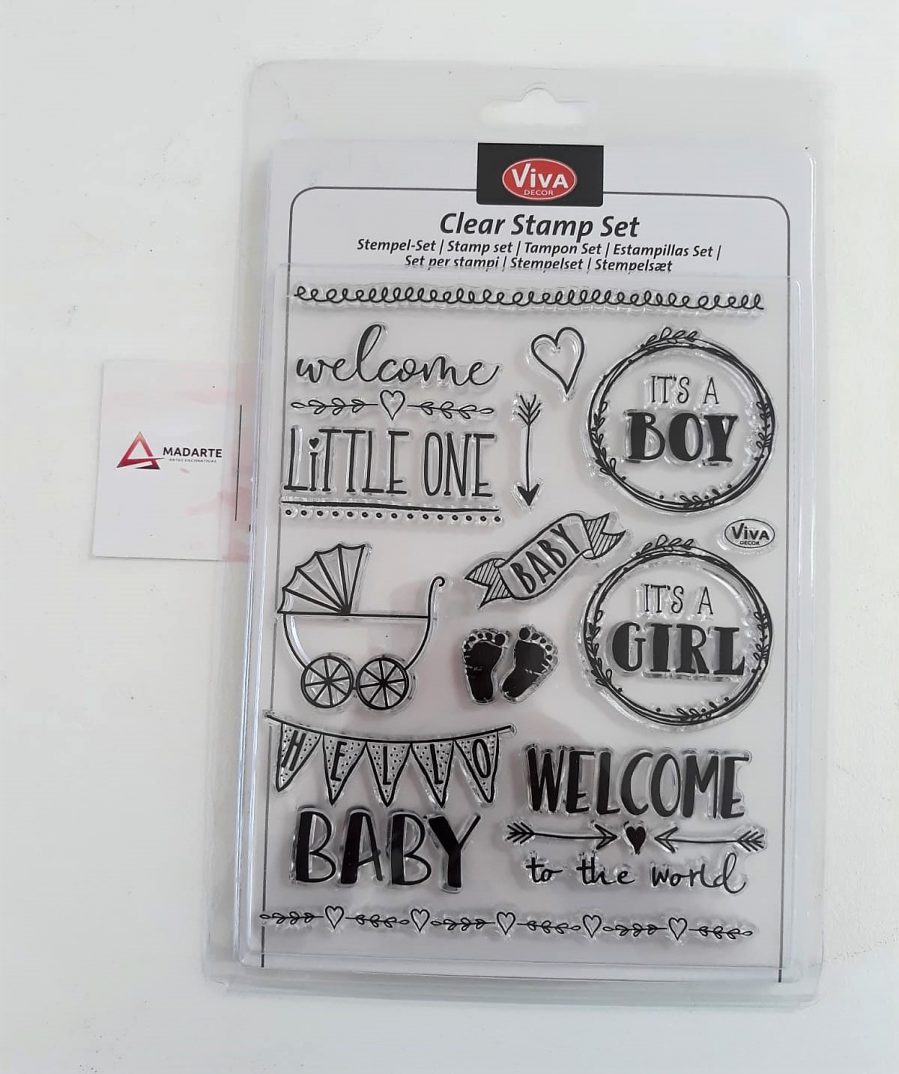 VIVA
DECOR
Clear Stamp Set
Stempel-Set | Stamp set | Tampon Set | Estampillas Set |
Set per stampi | Stempelset | Stempelsæt
welcome
LiTTLE ONE
IT'S A
BOY
MADARTE
VIVA
DECOR
BABY
IT'S A
GIRL
HELLO
BABY
WELCOME
to the world